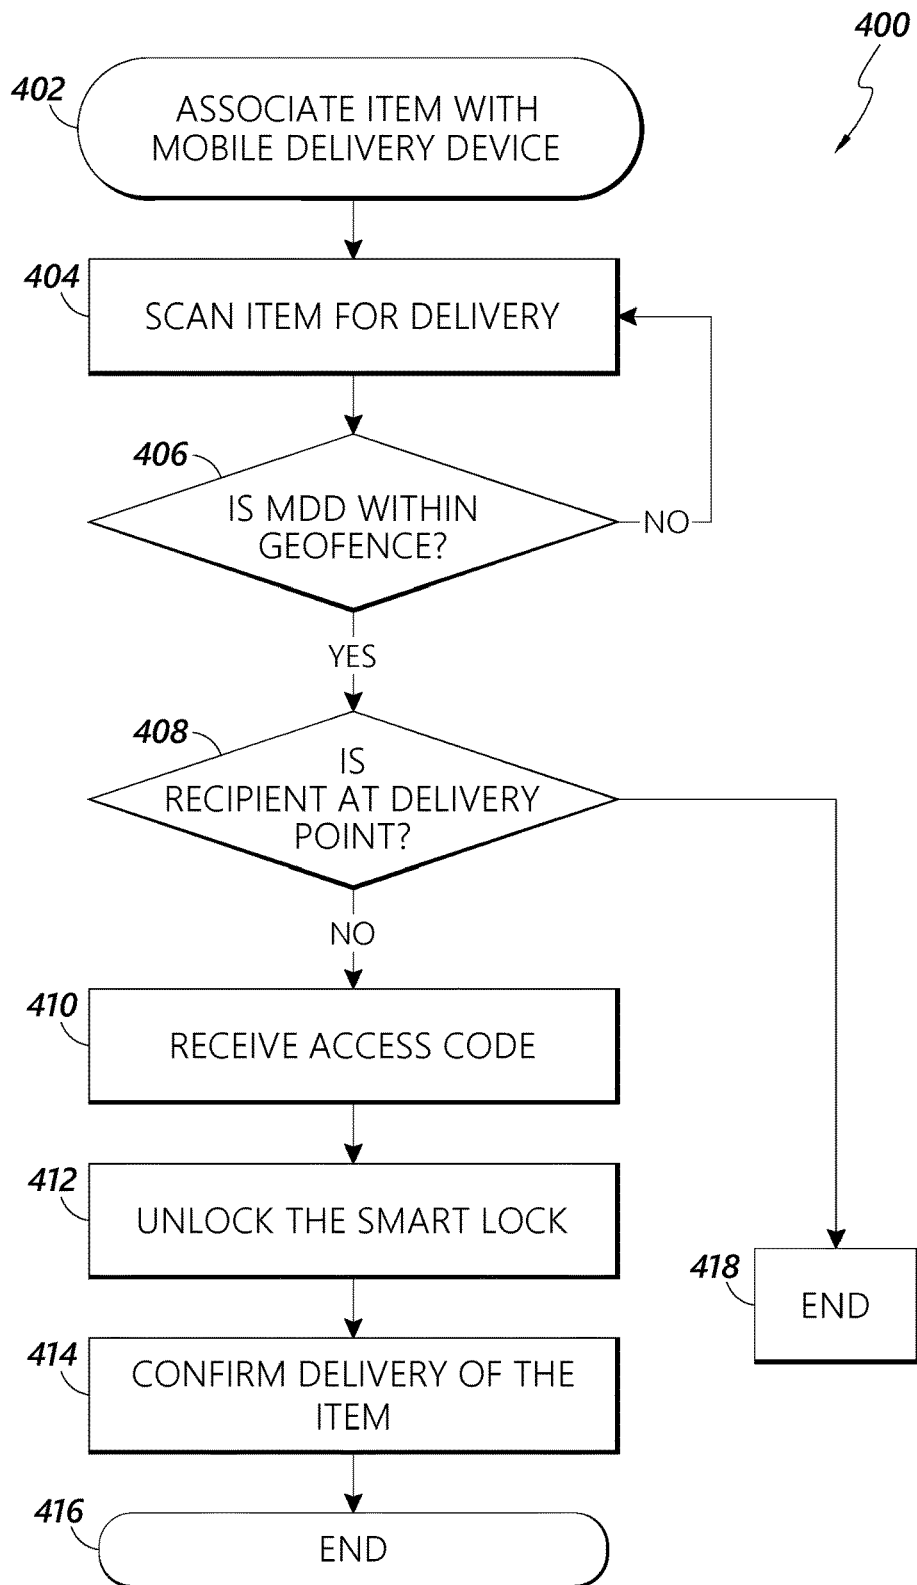 400
402
ASSOCIATE ITEM WITH
MOBILE DELIVERY DEVICE
404
SCAN ITEM FOR DELIVERY
406
IS MDD WITHIN
GEOFENCE?
NO
YES
408
IS
RECIPIENT AT DELIVERY
POINT?
NO
410
RECEIVE ACCESS CODE
412
UNLOCK THE SMART LOCK
418
END
414
CONFIRM DELIVERY OF THE
ITEM
416
END